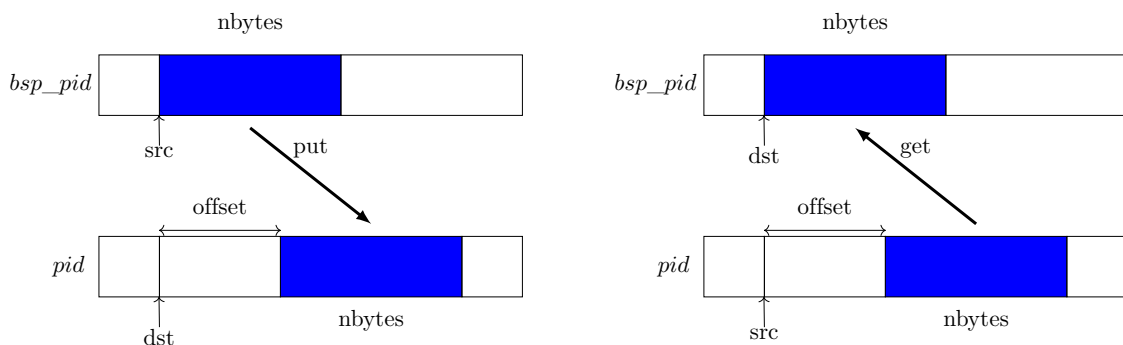 nbytes
bsp_pid
src
put
offset
pid
dst
nbytes
nbytes
bsp_pid
dst
get
offset
pid
src
nbytes